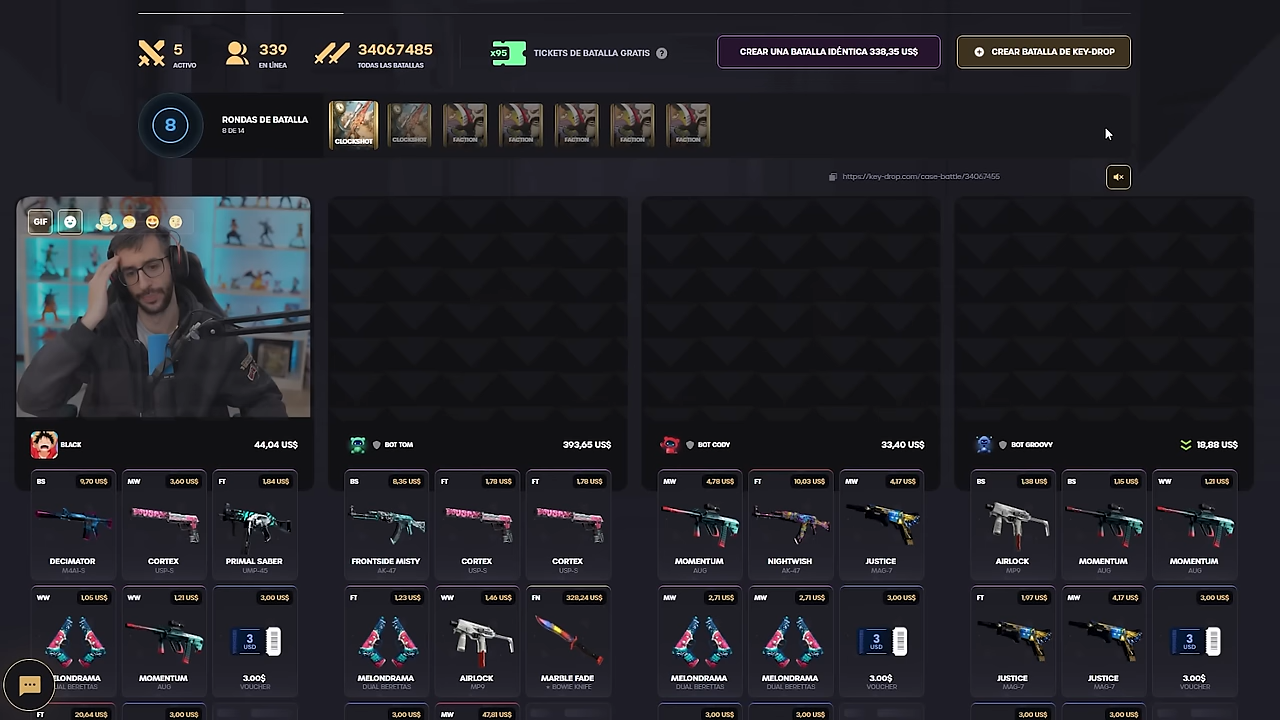 5
ACTIVO
339
EN LÍNEA
34067485
TODAS LAS BATALLAS
x95
TICKETS DE BATALLA GRATIS ?
CREAR UNA BATALLA IDÉNTICA 338,35 US$
CREAR BATALLA DE KEY-DROP
8
RONDAS DE BATALLA
8 DE 14
CLOCKSHOT
CLOCKSHOT
FACTION
FACTION
FACTION
FACTION
FACTION
https://key-drop.com/case-battle/34067455
GIF
BLACK
44,04 US$
BOT TOM
393,65 US$
BOT CODY
33,40 US$
BOT GROOVY
18,88 US$
BS 9,70 US$
MW 3,60 US$
FT 1,84 US$
BS 8,35 US$
FT 1,78 US$
FT 1,78 US$
MW 4,78 US$
FT 10,03 US$
MW 4,17 US$
BS 1,38 US$
BS 1,15 US$
WW 1,21 US$
DECIMATOR
M4A1-S
CORTEX
USP-S
PRIMAL SABER
UMP-45
FRONTSIDE MISTY
AK-47
CORTEX
USP-S
CORTEX
USP-S
MOMENTUM
AUG
NIGHTWISH
AK-47
JUSTICE
MAG-7
AIRLOCK
MP9
MOMENTUM
AUG
MOMENTUM
AUG
WW 1,05 US$
WW 1,21 US$
3,00 US$
FT 1,23 US$
WW 1,46 US$
FN 328,24 US$
MW 2,71 US$
MW 2,71 US$
3,00 US$
FT 1,97 US$
MW 4,17 US$
3,00 US$
3
USD
3
USD
3
USD
LONDRAMA
UAL BERETTAS
MOMENTUM
AUG
3.00$
VOUCHER
MELONDRAMA
DUAL BERETTAS
AIRLOCK
MP9
MARBLE FADE
★ BOWIE KNIFE
MELONDRAMA
DUAL BERETTAS
MELONDRAMA
DUAL BERETTAS
3.00$
VOUCHER
JUSTICE
MAG-7
JUSTICE
MAG-7
3.00$
VOUCHER
FT 20,64 US$
3,00 US$
3,00 US$
MW 47,81 US$
3,00 US$
3,00 US$
3,00 US$
3,00 US$